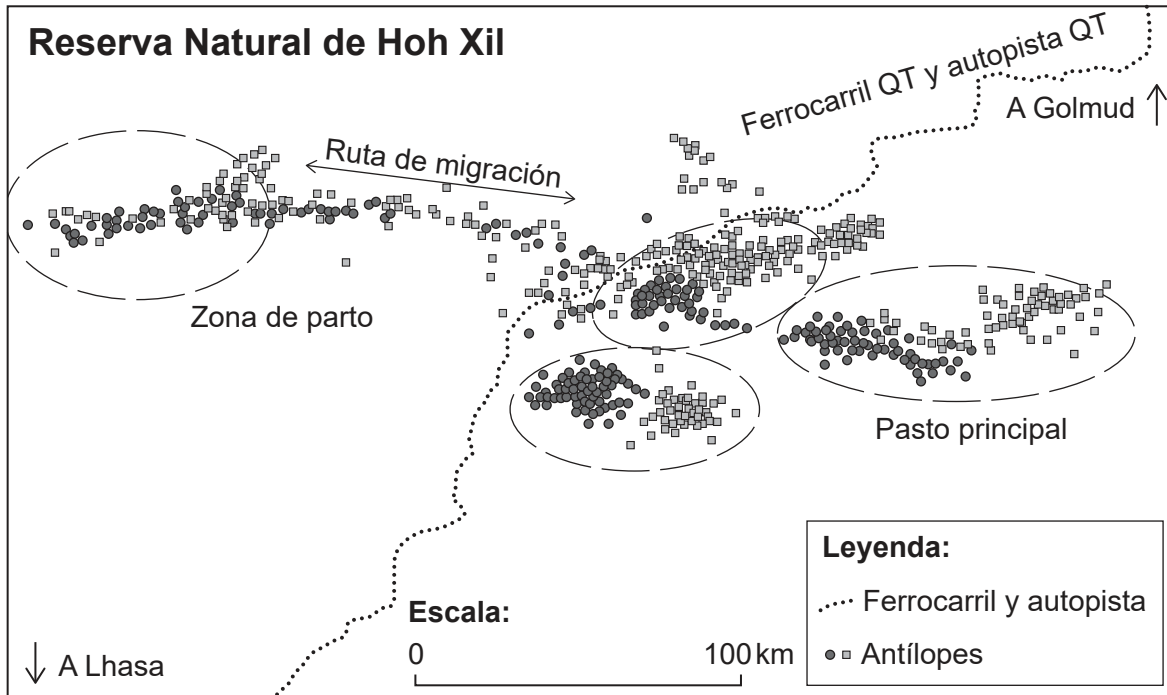 Reserva Natural de Hoh Xil
Ferrocarril QT y autopista QT
A Golmud
Ruta de migración
Zona de parto
Pasto principal
Leyenda:
Ferrocarril y autopista
Antílopes
Escala:
0 100 km
A Lhasa